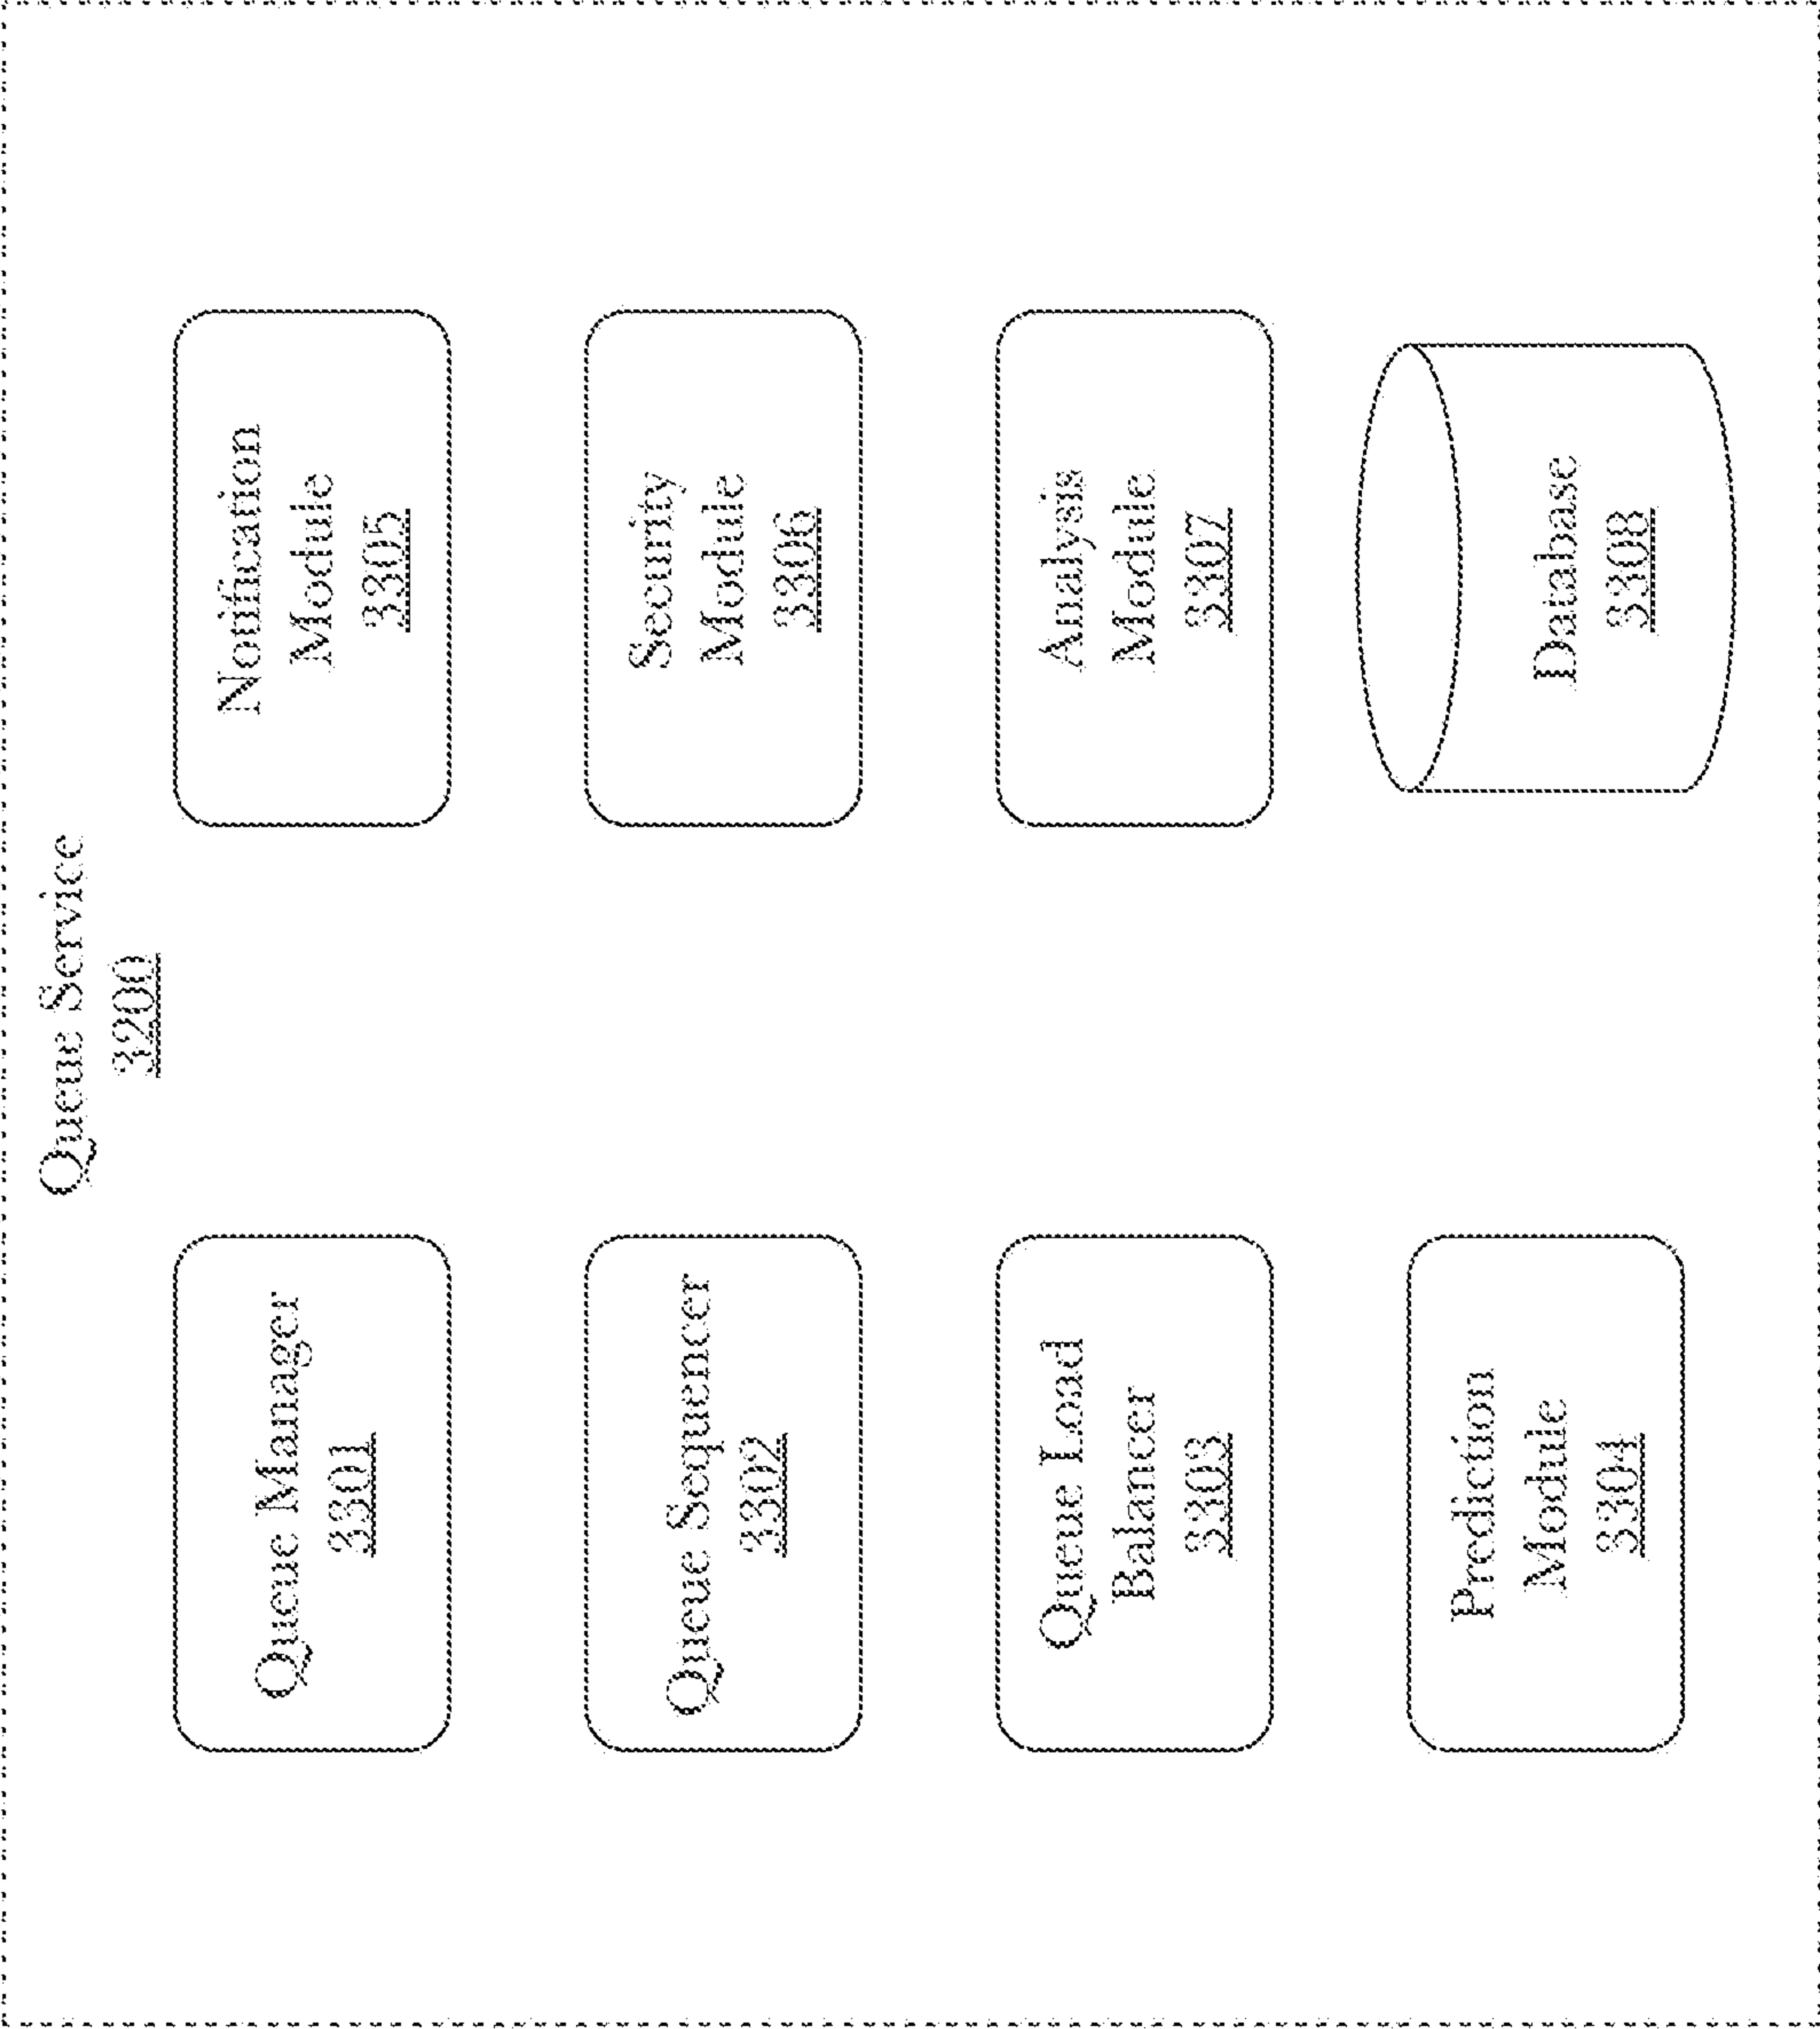 Queue Service
3200
Queue Manager
3301
Queue Sequencer
3302
Queue Load
Balancer
3303
Prediction
Module
3304
Notification
Module
3305
Security
Module
3306
Analysis
Module
3307
Database
3308